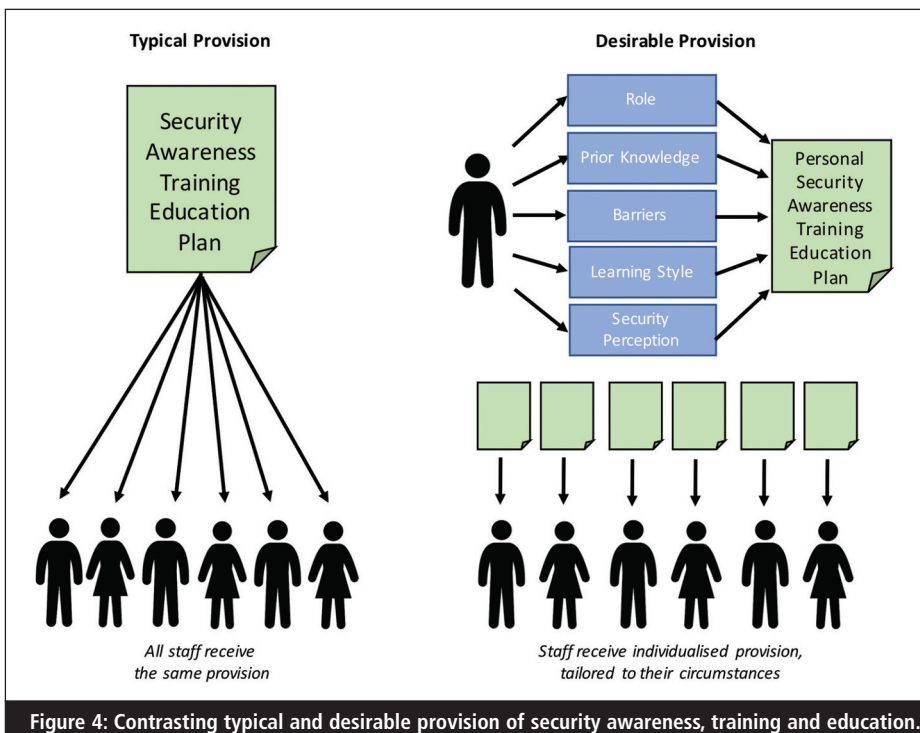 Typical Provision
Security
Awareness
Training
Education
Plan
All staff receive
the same provision
Desirable Provision
Role
Prior Knowledge
Barriers
Learning Style
Security
Perception
Personal
Security
Awareness
Training
Education
Plan
Staff receive individualised provision,
tailored to their circumstances
Figure 4: Contrasting typical and desirable provision of security awareness, training and education.